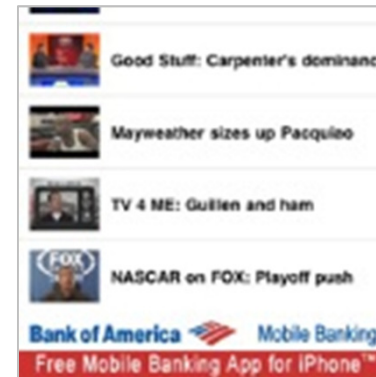 Good Stuff: Carpenter's dominanc
Mayweather sizes up Pacquiao
TV 4 ME: Guillen and ham
FOX
NASCAR on FOX: Playoff push
Bank of America Mobile Banking
Free Mobile Banking App for iPhone™